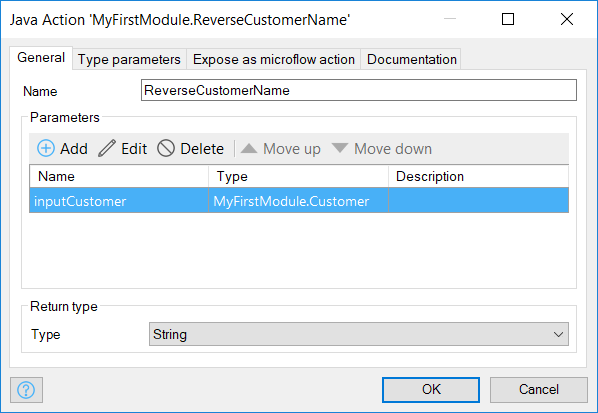 Java Action 'MyFirstModule.ReverseCustomerName'
General Type parameters Expose as microflow action Documentation
Name ReverseCustomerName
Parameters
Add Edit Delete Move up Move down
Name Type Description
inputCustomer MyFirstModule.Customer
Return type
Type String
? OK Cancel